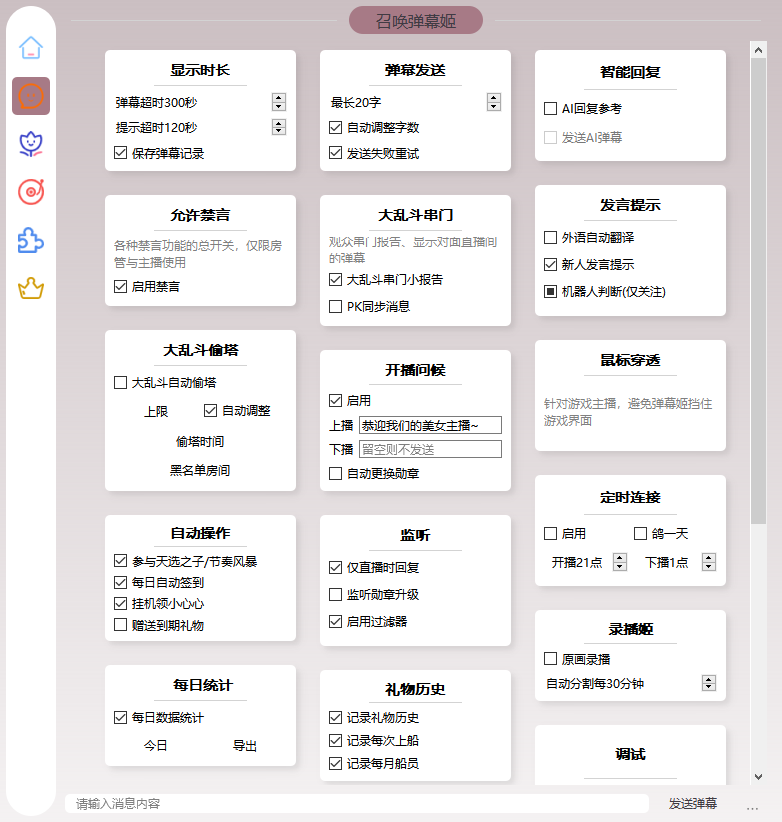 召唤弹幕姬
显示时长
弹幕超时300秒
提示超时120秒
保存弹幕记录
允许禁言
各种禁言功能的总开关，仅限房
管与主播使用
启用禁言
大乱斗偷塔
大乱斗自动偷塔
上限 自动调整
偷塔时间
黑名单房间
自动操作
参与天选之子/节奏风暴
每日自动签到
挂机领小心心
赠送到期礼物
每日统计
每日数据统计
今日 导出
弹幕发送
最长20字
自动调整字数
发送失败重试
大乱斗串门
观众串门报告、显示对面直播间
的弹幕
大乱斗串门小报告
PK同步消息
开播问候
启用
上播 恭迎我们的美女主播~
下播 留空则不发送
自动更换勋章
监听
仅直播时回复
监听勋章升级
启用过滤器
礼物历史
记录礼物历史
记录每次上船
记录每月船员
智能回复
AI回复参考
发送AI弹幕
发言提示
外语自动翻译
新人发言提示
机器人判断(仅关注)
鼠标穿透
针对游戏主播，避免弹幕姬挡住
游戏界面
定时连接
启用 鸽一天
开播21点 下播1点
录播姬
原画录播
自动分割每30分钟
调试
请输入消息内容 发送弹幕 ...